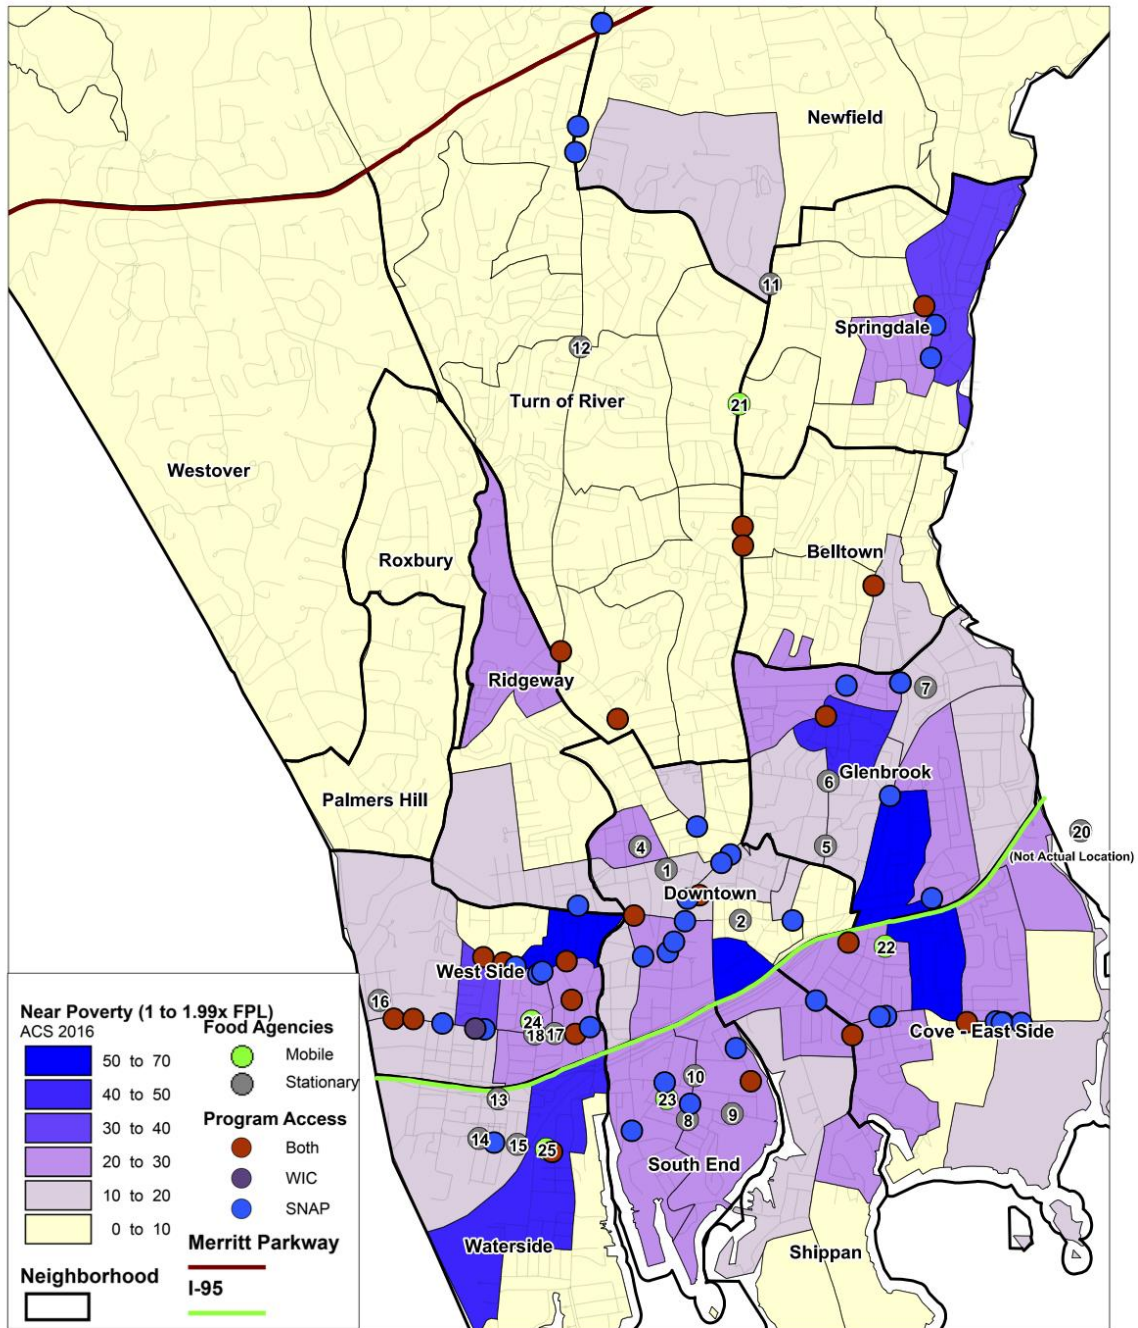 Newfield
11
Springdale
12
Turn of River
21
Westover
Belltown
Roxbury
Ridgeway
7
Glenbrook
6
Palmers Hill
20
4
5
(Not Actual Location)
1
Downtown
2
22
West Side
16
24
18
17
Cove - East Side
10
13
23
9
8
14
15
25
South End
Waterside
Shippan
Near Poverty (1 to 1.99x FPL)
ACS 2016
50 to 70
40 to 50
30 to 40
20 to 30
10 to 20
0 to 10
Neighborhood
Food Agencies
Mobile
Stationary
Program Access
Both
WIC
SNAP
Merritt Parkway
I-95